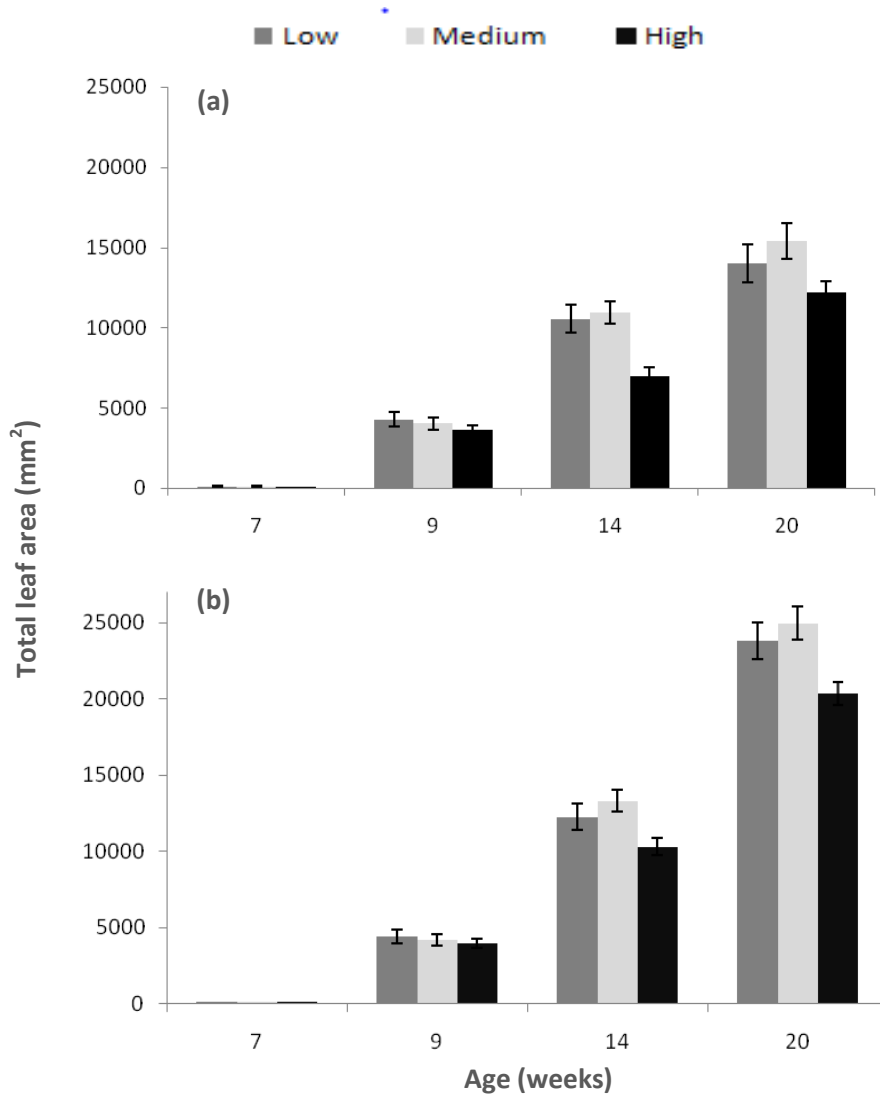 Low Medium High
(a)
25000
20000
15000
10000
5000
0
7 9 14 20
Total leaf area (mm²)
(b)
25000
20000
15000
10000
5000
0
7 9 14 20
Age (weeks)